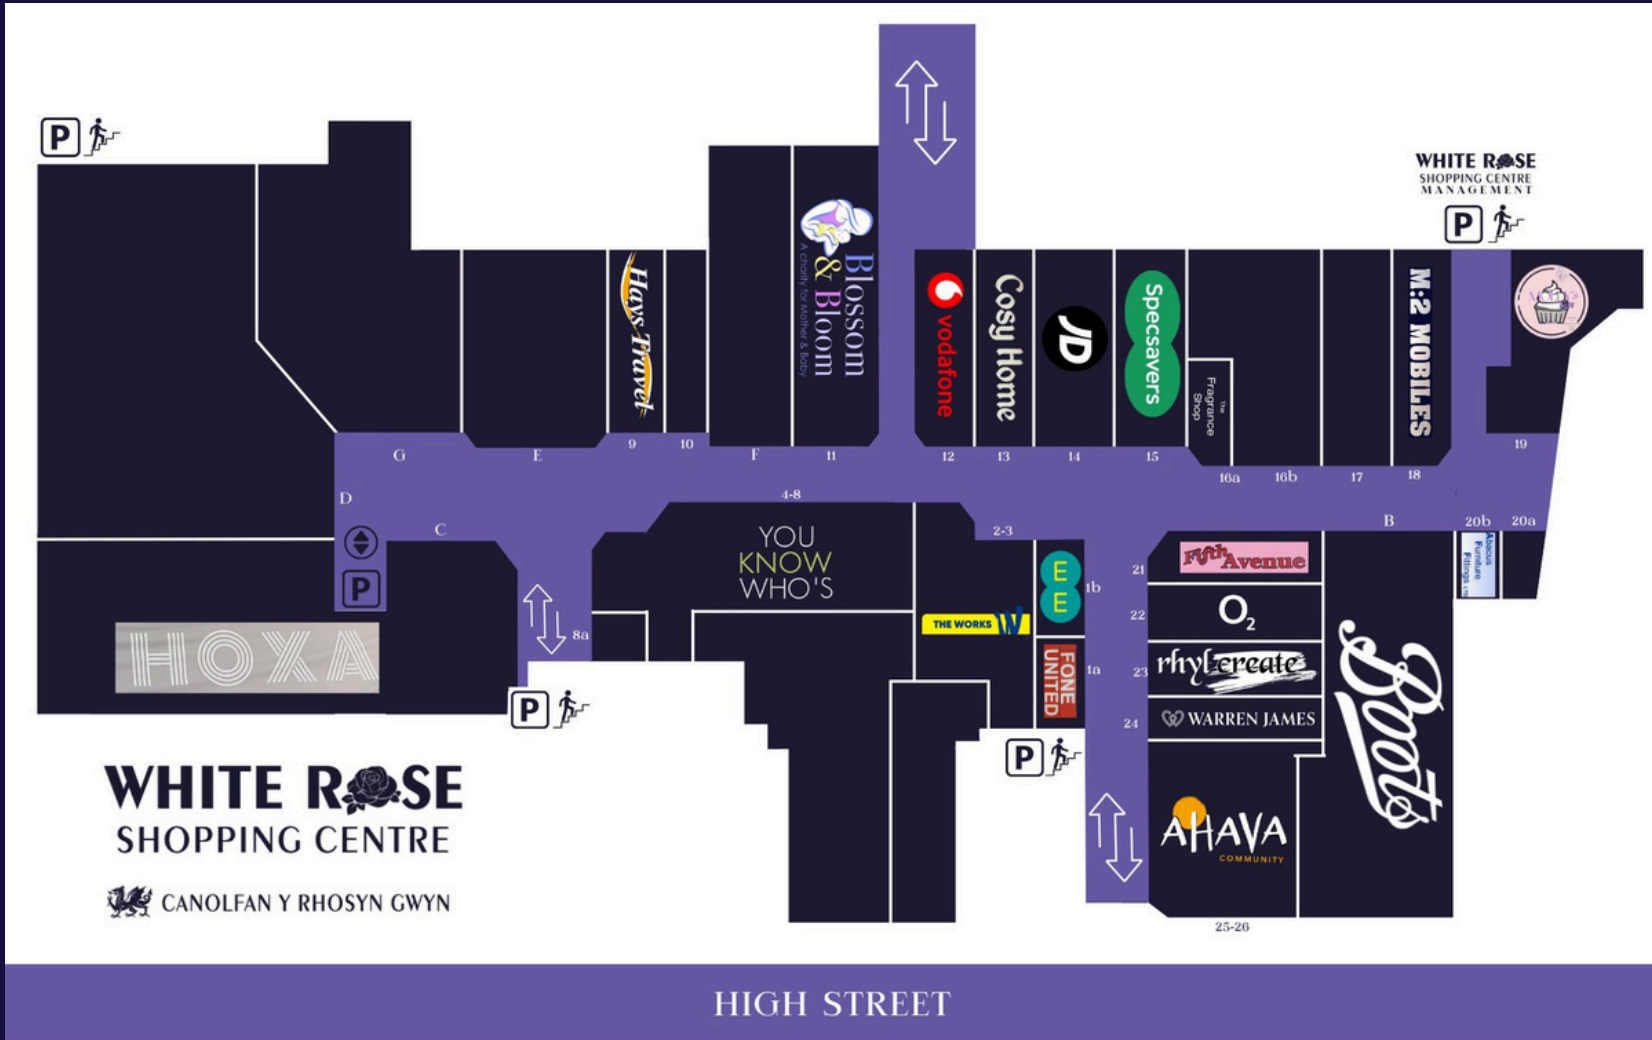 P
WHITE ROSE
SHOPPING CENTRE
MANAGEMENT
P
Hays Travel
Blossom
& Bloom
A charity for Mother & Baby
vodafone
Cosy Home
JD
Specsavers
The
Fragrance
Shop
M:2 MOBILES
G
E
9
10
F
11
12
13
14
15
16a
16b
17
18
19
D
C
4-8
2-3
B
20b
20a
YOU
KNOW
WHO'S
THE WORKS W
E
E
1b
FONE
UNITED
1a
21
Fifth Avenue
22
O2
23
rhyl create
24
WARREN JAMES
Boots
Abacus
Furniture
Fittings
P
HOXA
8a
P
P
AHAVA
COMMUNITY
25-26
WHITE ROSE
SHOPPING CENTRE
CANOLFAN Y RHOSYN GWYN
HIGH STREET